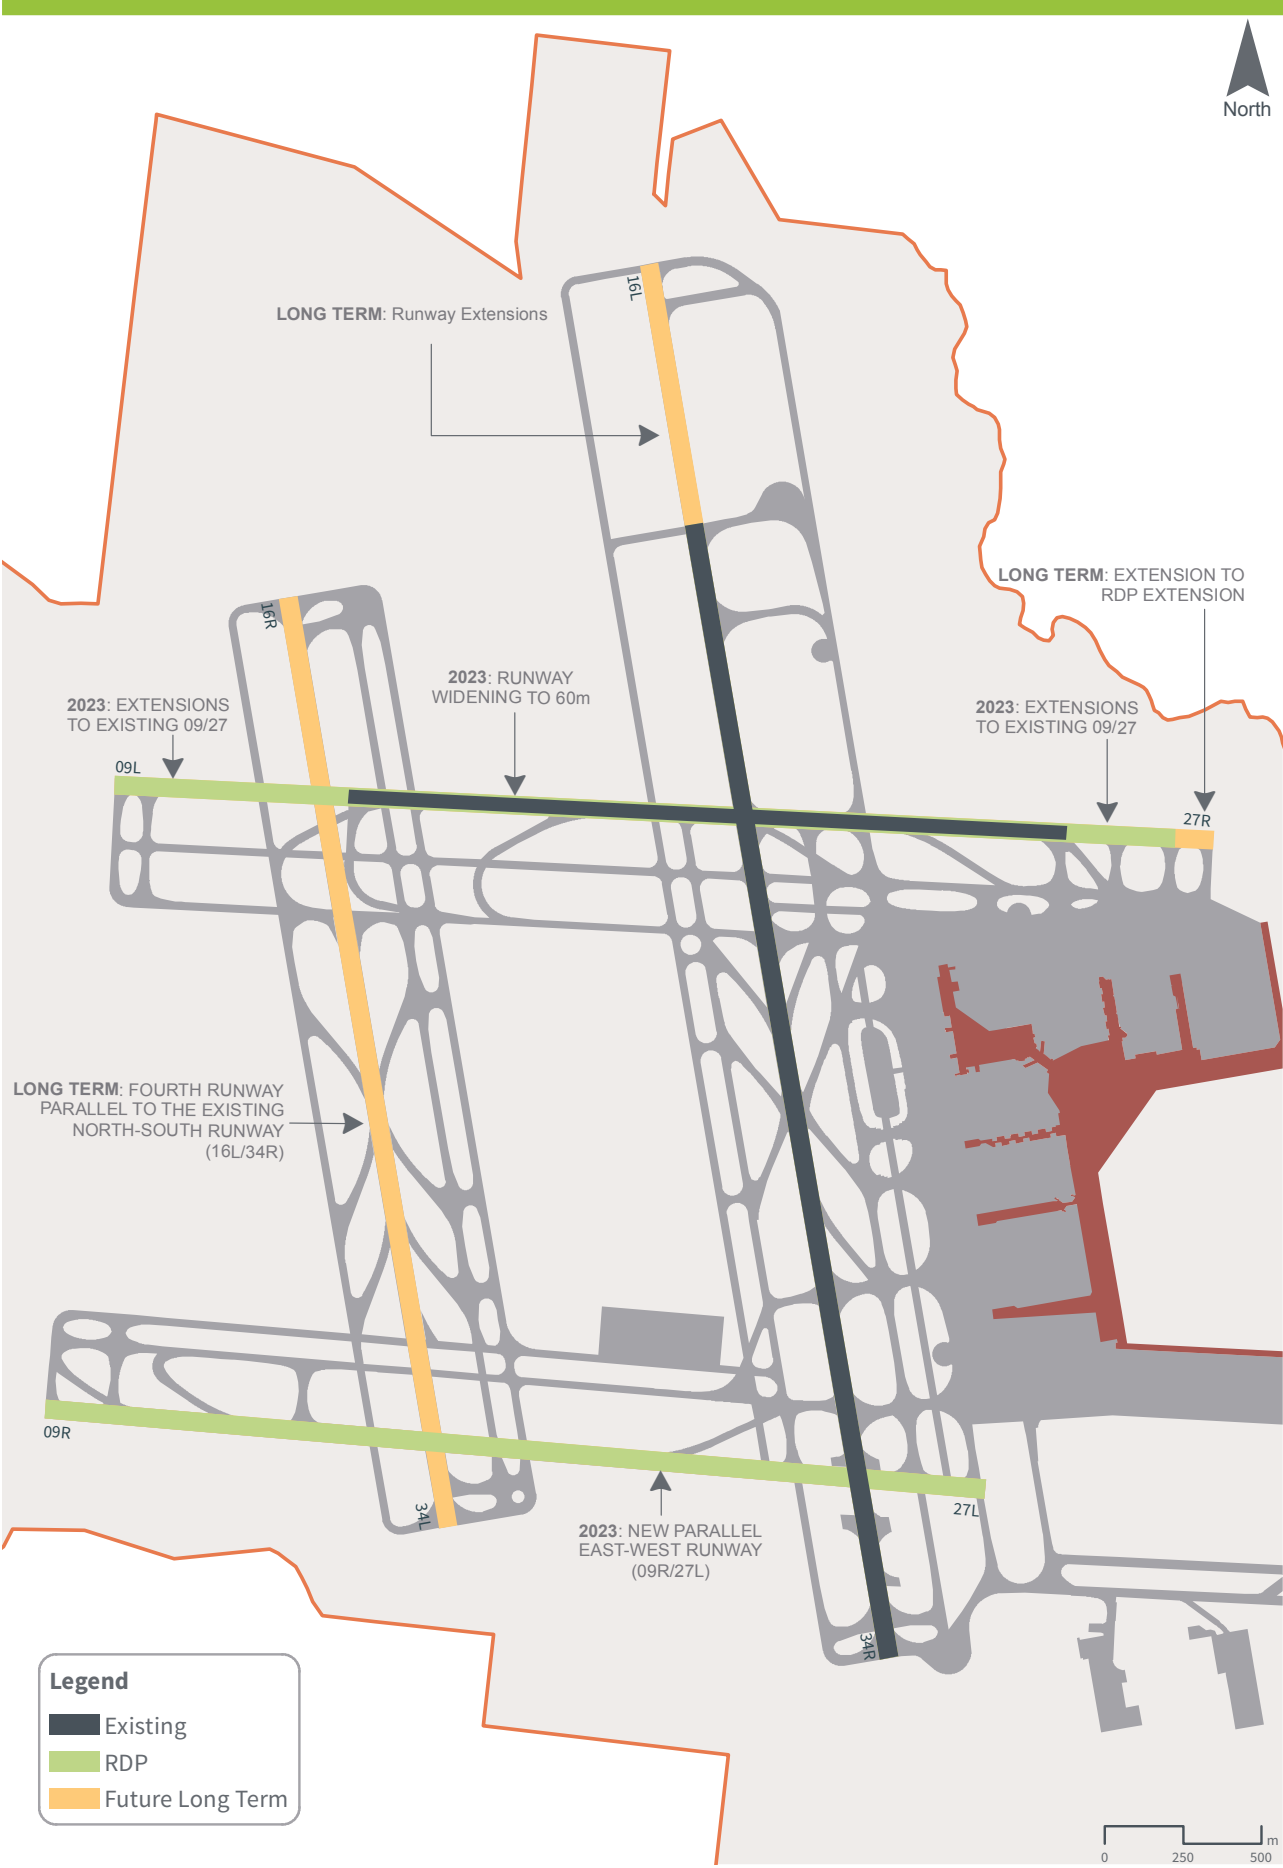 North
16L
LONG TERM: Runway Extensions
LONG TERM: EXTENSION TO
RDP EXTENSION
16R
2023: RUNWAY
WIDENING TO 60m
2023: EXTENSIONS
TO EXISTING 09/27
2023: EXTENSIONS
TO EXISTING 09/27
09L
27R
LONG TERM: FOURTH RUNWAY
PARALLEL TO THE EXISTING
NORTH-SOUTH RUNWAY
(16L/34R)
09R
34L
27L
2023: NEW PARALLEL
EAST-WEST RUNWAY
(09R/27L)
34R
Legend
Existing
RDP
Future Long Term
m
0 250 500